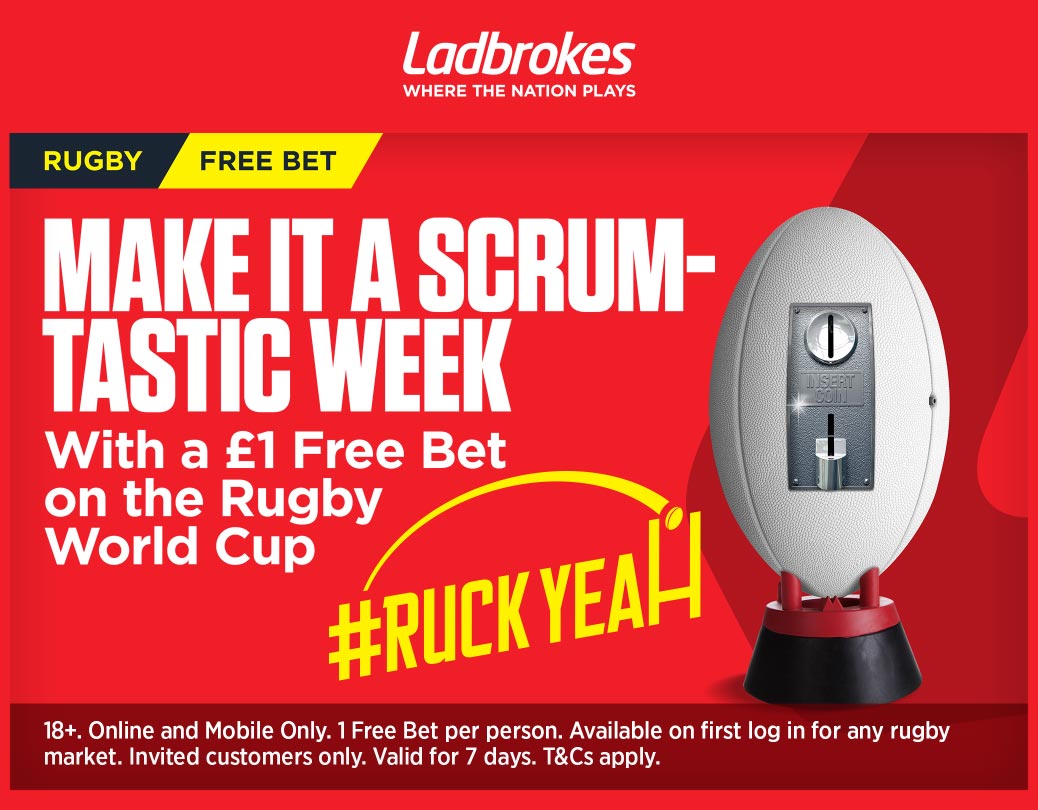 Ladbrokes
WHERE THE NATION PLAYS
RUGBY FREE BET
MAKE IT A SCRUM-
TASTIC WEEK
With a £1 Free Bet
on the Rugby
World Cup
INSERT
COIN
#RUCK YEAH
18+. Online and Mobile Only. 1 Free Bet per person. Available on first log in for any rugby
market. Invited customers only. Valid for 7 days. T&Cs apply.